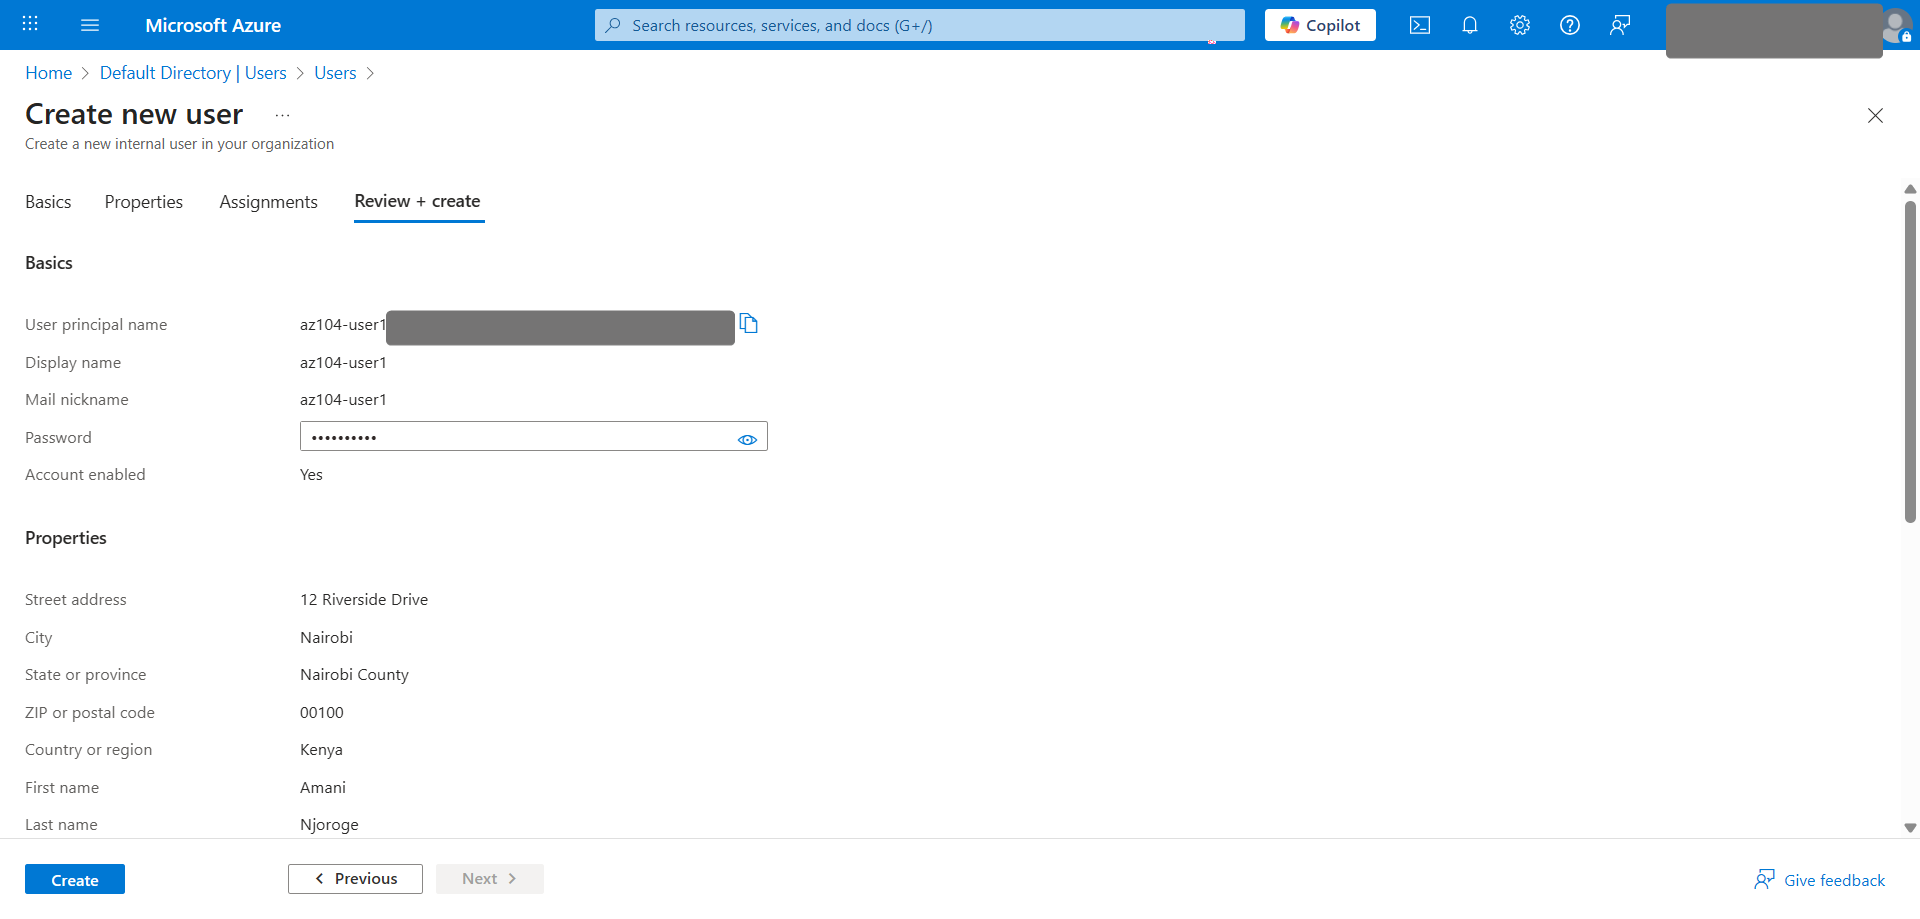 Microsoft Azure
Search resources, services, and docs (G+/)
Copilot
Home > Default Directory | Users > Users >
Create new user ...
Create a new internal user in your organization
Basics Properties Assignments Review + create
Basics
User principal name az104-user1
Display name az104-user1
Mail nickname az104-user1
Password ••••••••••
Account enabled Yes
Properties
Street address 12 Riverside Drive
City Nairobi
State or province Nairobi County
ZIP or postal code 00100
Country or region Kenya
First name Amani
Last name Njoroge
Create < Previous Next > Give feedback